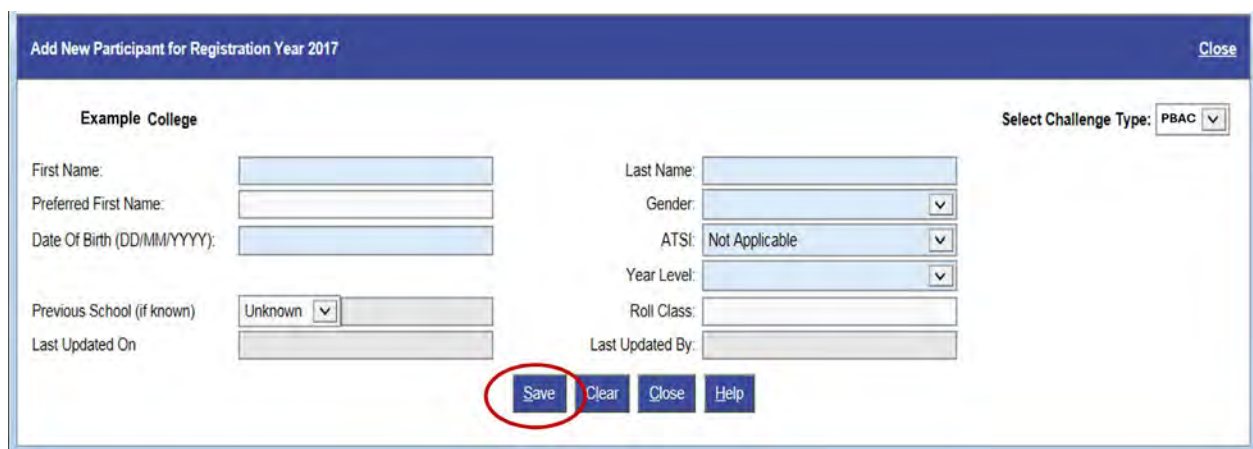 Add New Participant for Registration Year 2017 Close
Example College Select Challenge Type: PBAC
First Name: Last Name:
Preferred First Name: Gender:
Date Of Birth (DD/MM/YYYY): ATSI: Not Applicable
Year Level:
Previous School (if known) Unknown Roll Class:
Last Updated On Last Updated By:
Save Clear Close Help